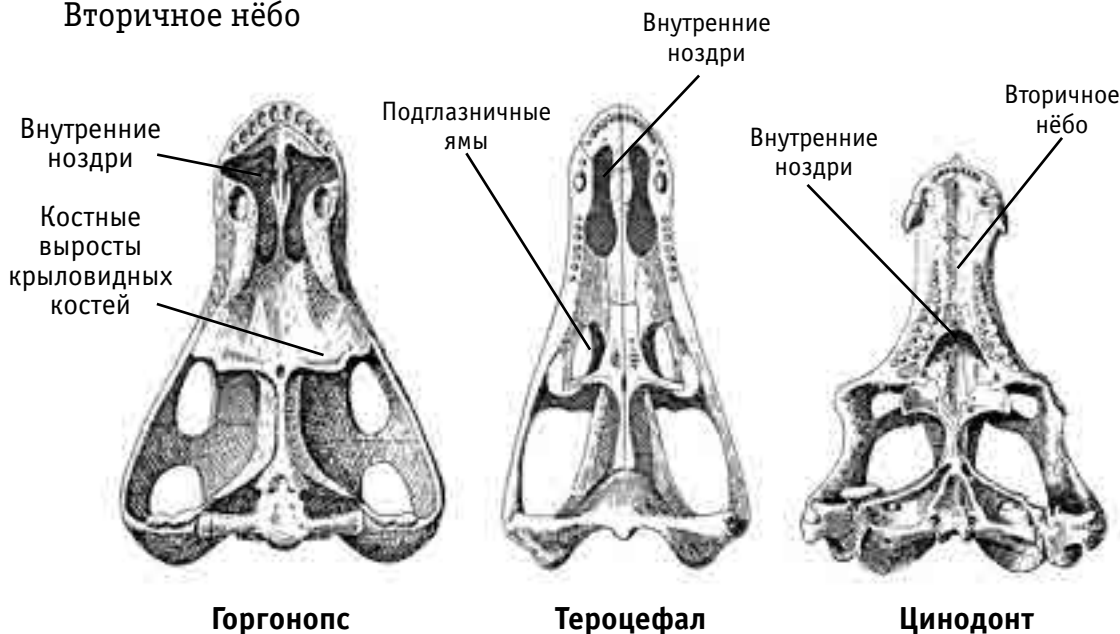 Вторичное нёбо
Внутренние
ноздри
Костные
выросты
крыловидных
костей
Подглазничные
ямы
Внутренние
ноздри
Внутренние
ноздри
Вторичное
нёбо
Горгонопс
Тероцефал
Цинодонт